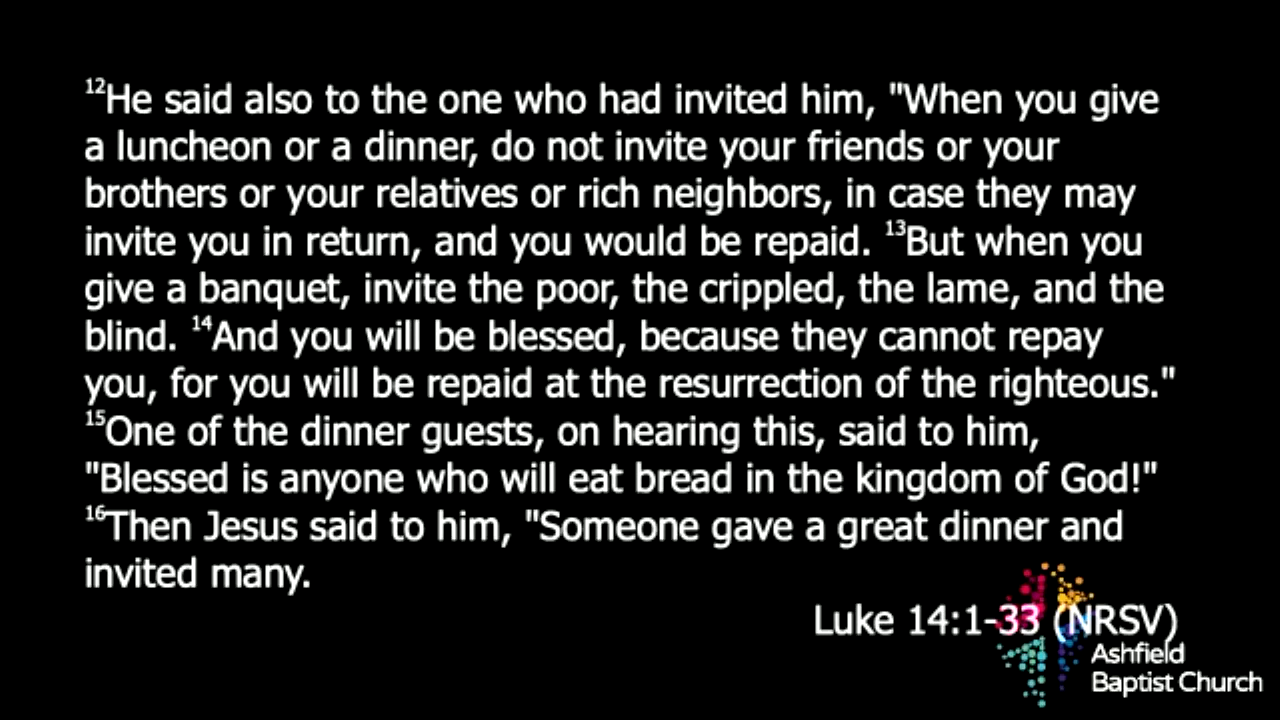 12He said also to the one who had invited him, "When you give
a luncheon or a dinner, do not invite your friends or your
brothers or your relatives or rich neighbors, in case they may
invite you in return, and you would be repaid. 13But when you
give a banquet, invite the poor, the crippled, the lame, and the
blind. 14And you will be blessed, because they cannot repay
you, for you will be repaid at the resurrection of the righteous."
15One of the dinner guests, on hearing this, said to him,
"Blessed is anyone who will eat bread in the kingdom of God!"
16Then Jesus said to him, "Someone gave a great dinner and
invited many.
Luke 14:1-33 (NRSV)
Ashfield
Baptist Church